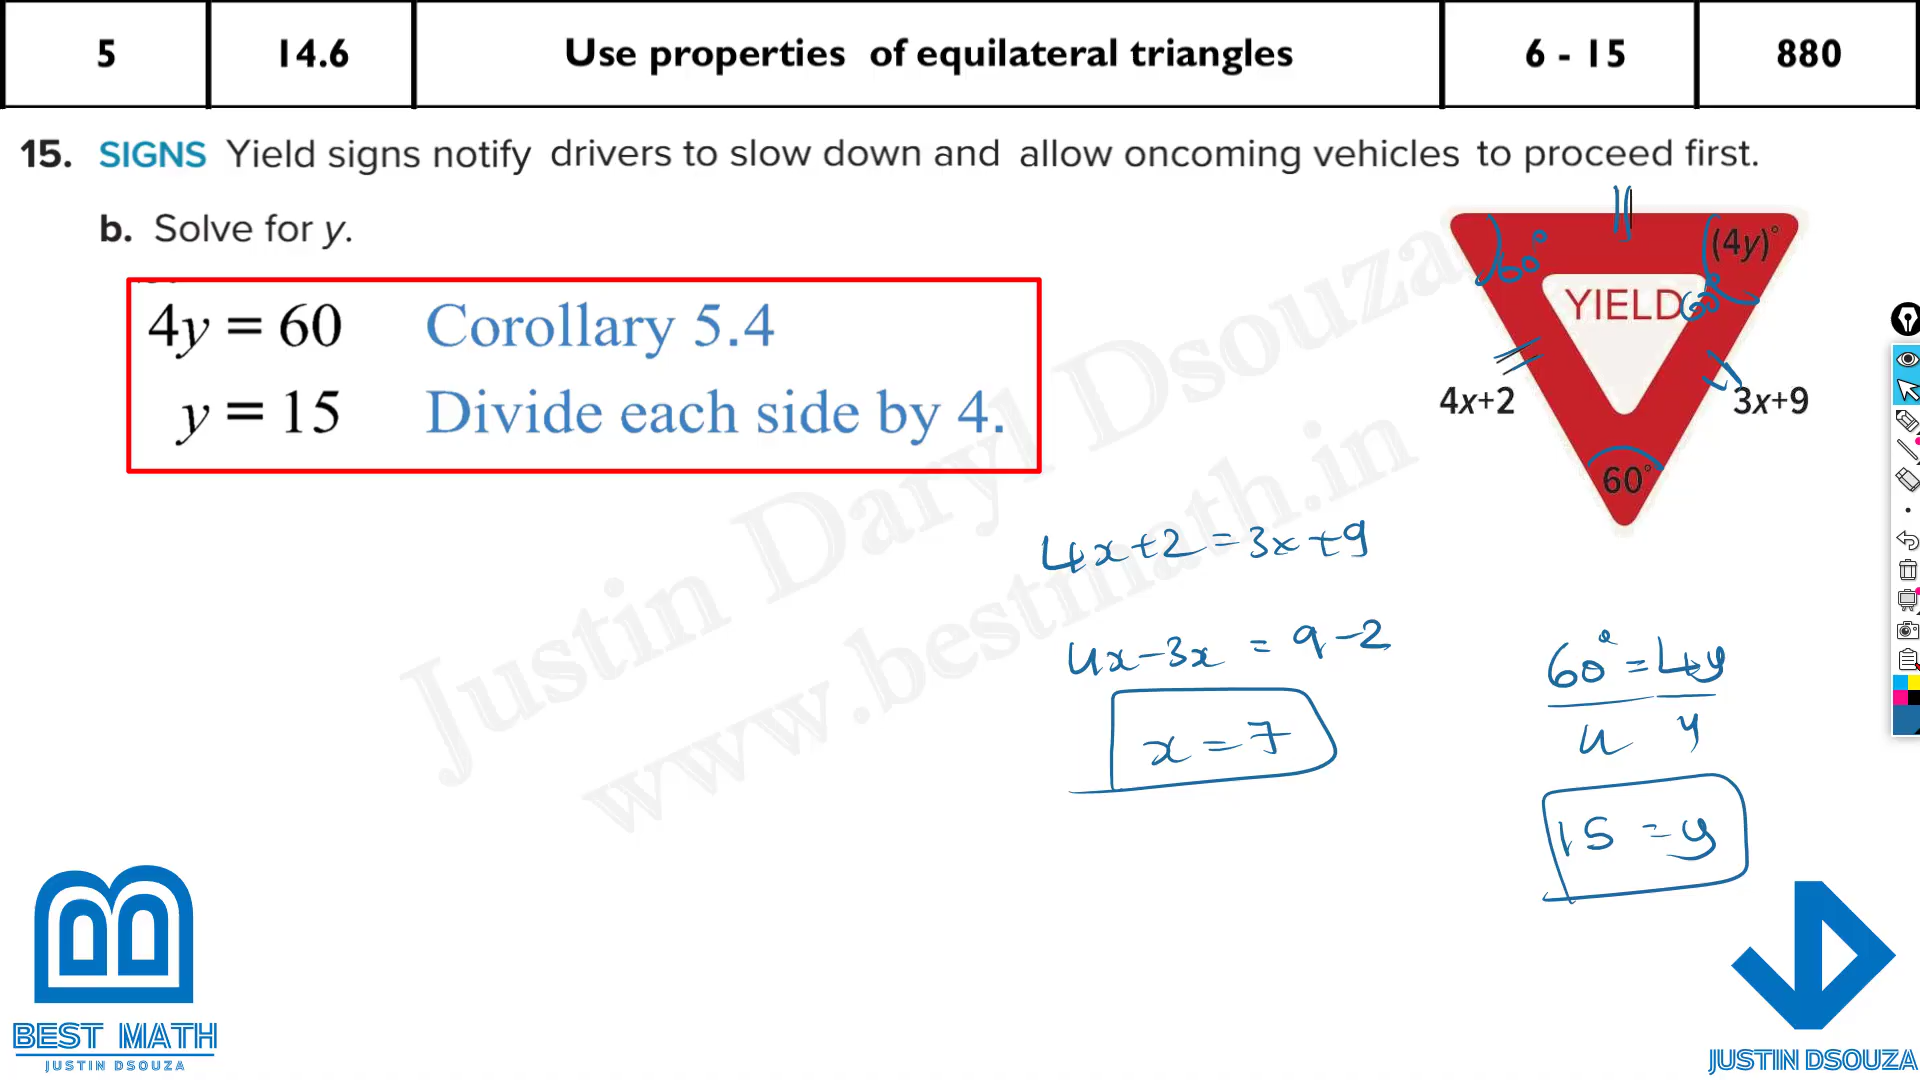 5 14.6 Use properties of equilateral triangles 6 - 15 880
15. SIGNS Yield signs notify drivers to slow down and allow oncoming vehicles to proceed first.
b. Solve for y.
4y = 60 Corollary 5.4
y = 15 Divide each side by 4.
60°
(4y)°
YIELD
60°
4x+2
3x+9
60°
4x+2=3x+9
4x-3x = 9-2
x=7
60°=4y
4 y
15 =y
Justin Daryl Dsouza
www.bestmath.in
BEST MATH
JUSTIN DSOUZA
JUSTIN DSOUZA